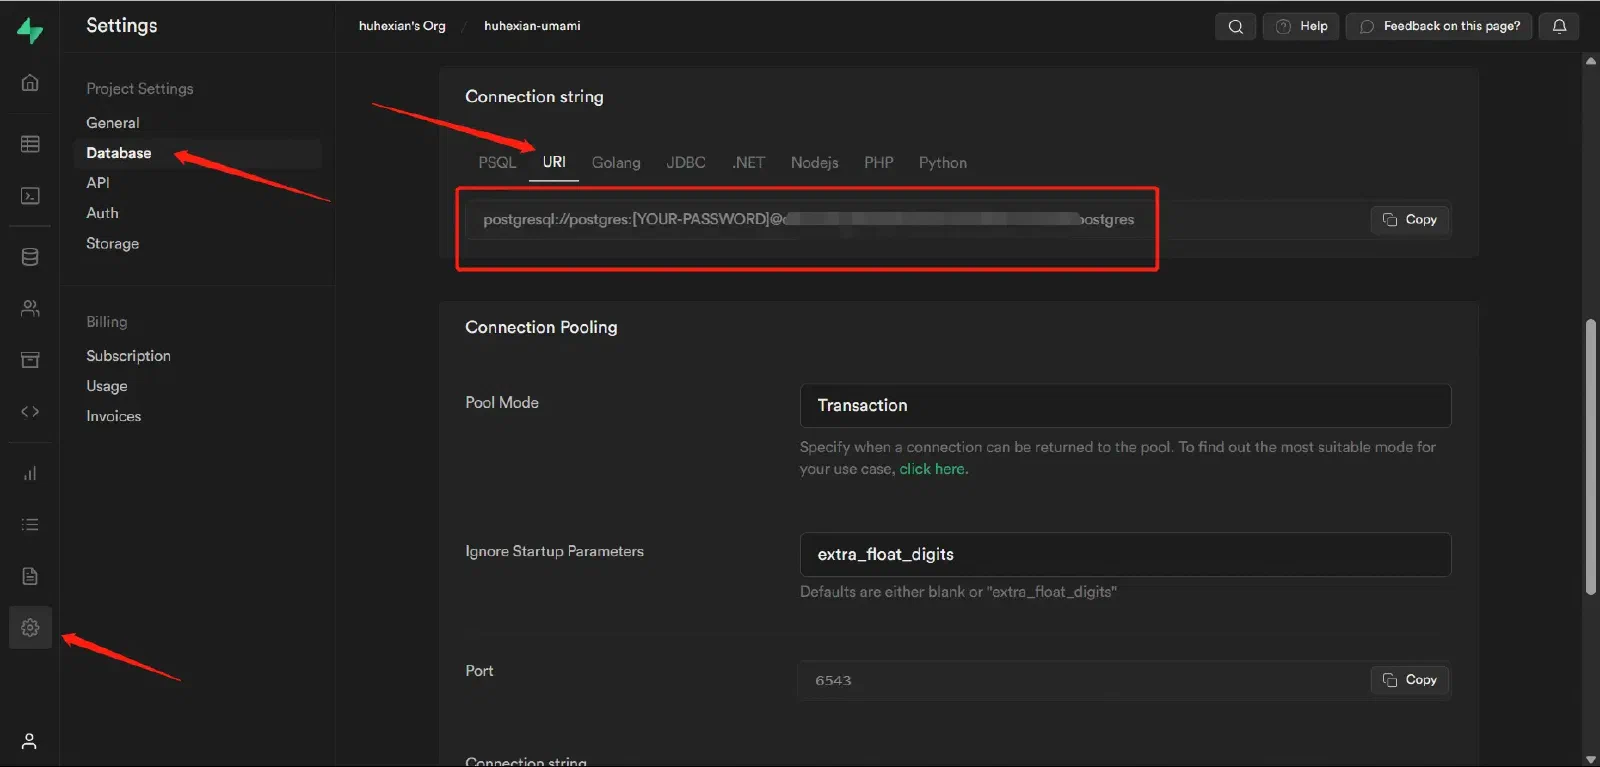 Settings
huhexian's Org / huhexian-umami
Help
Feedback on this page?
Project Settings
General
Database
API
Auth
Storage
Billing
Subscription
Usage
Invoices
Connection string
PSQL URI Golang JDBC .NET Nodejs PHP Python
postgresql://postgres:[YOUR-PASSWORD]@ postgres
Copy
Connection Pooling
Pool Mode
Transaction
Specify when a connection can be returned to the pool. To find out the most suitable mode for
your use case, click here.
Ignore Startup Parameters
extra_float_digits
Defaults are either blank or "extra_float_digits"
Port
6543
Copy
Connection string